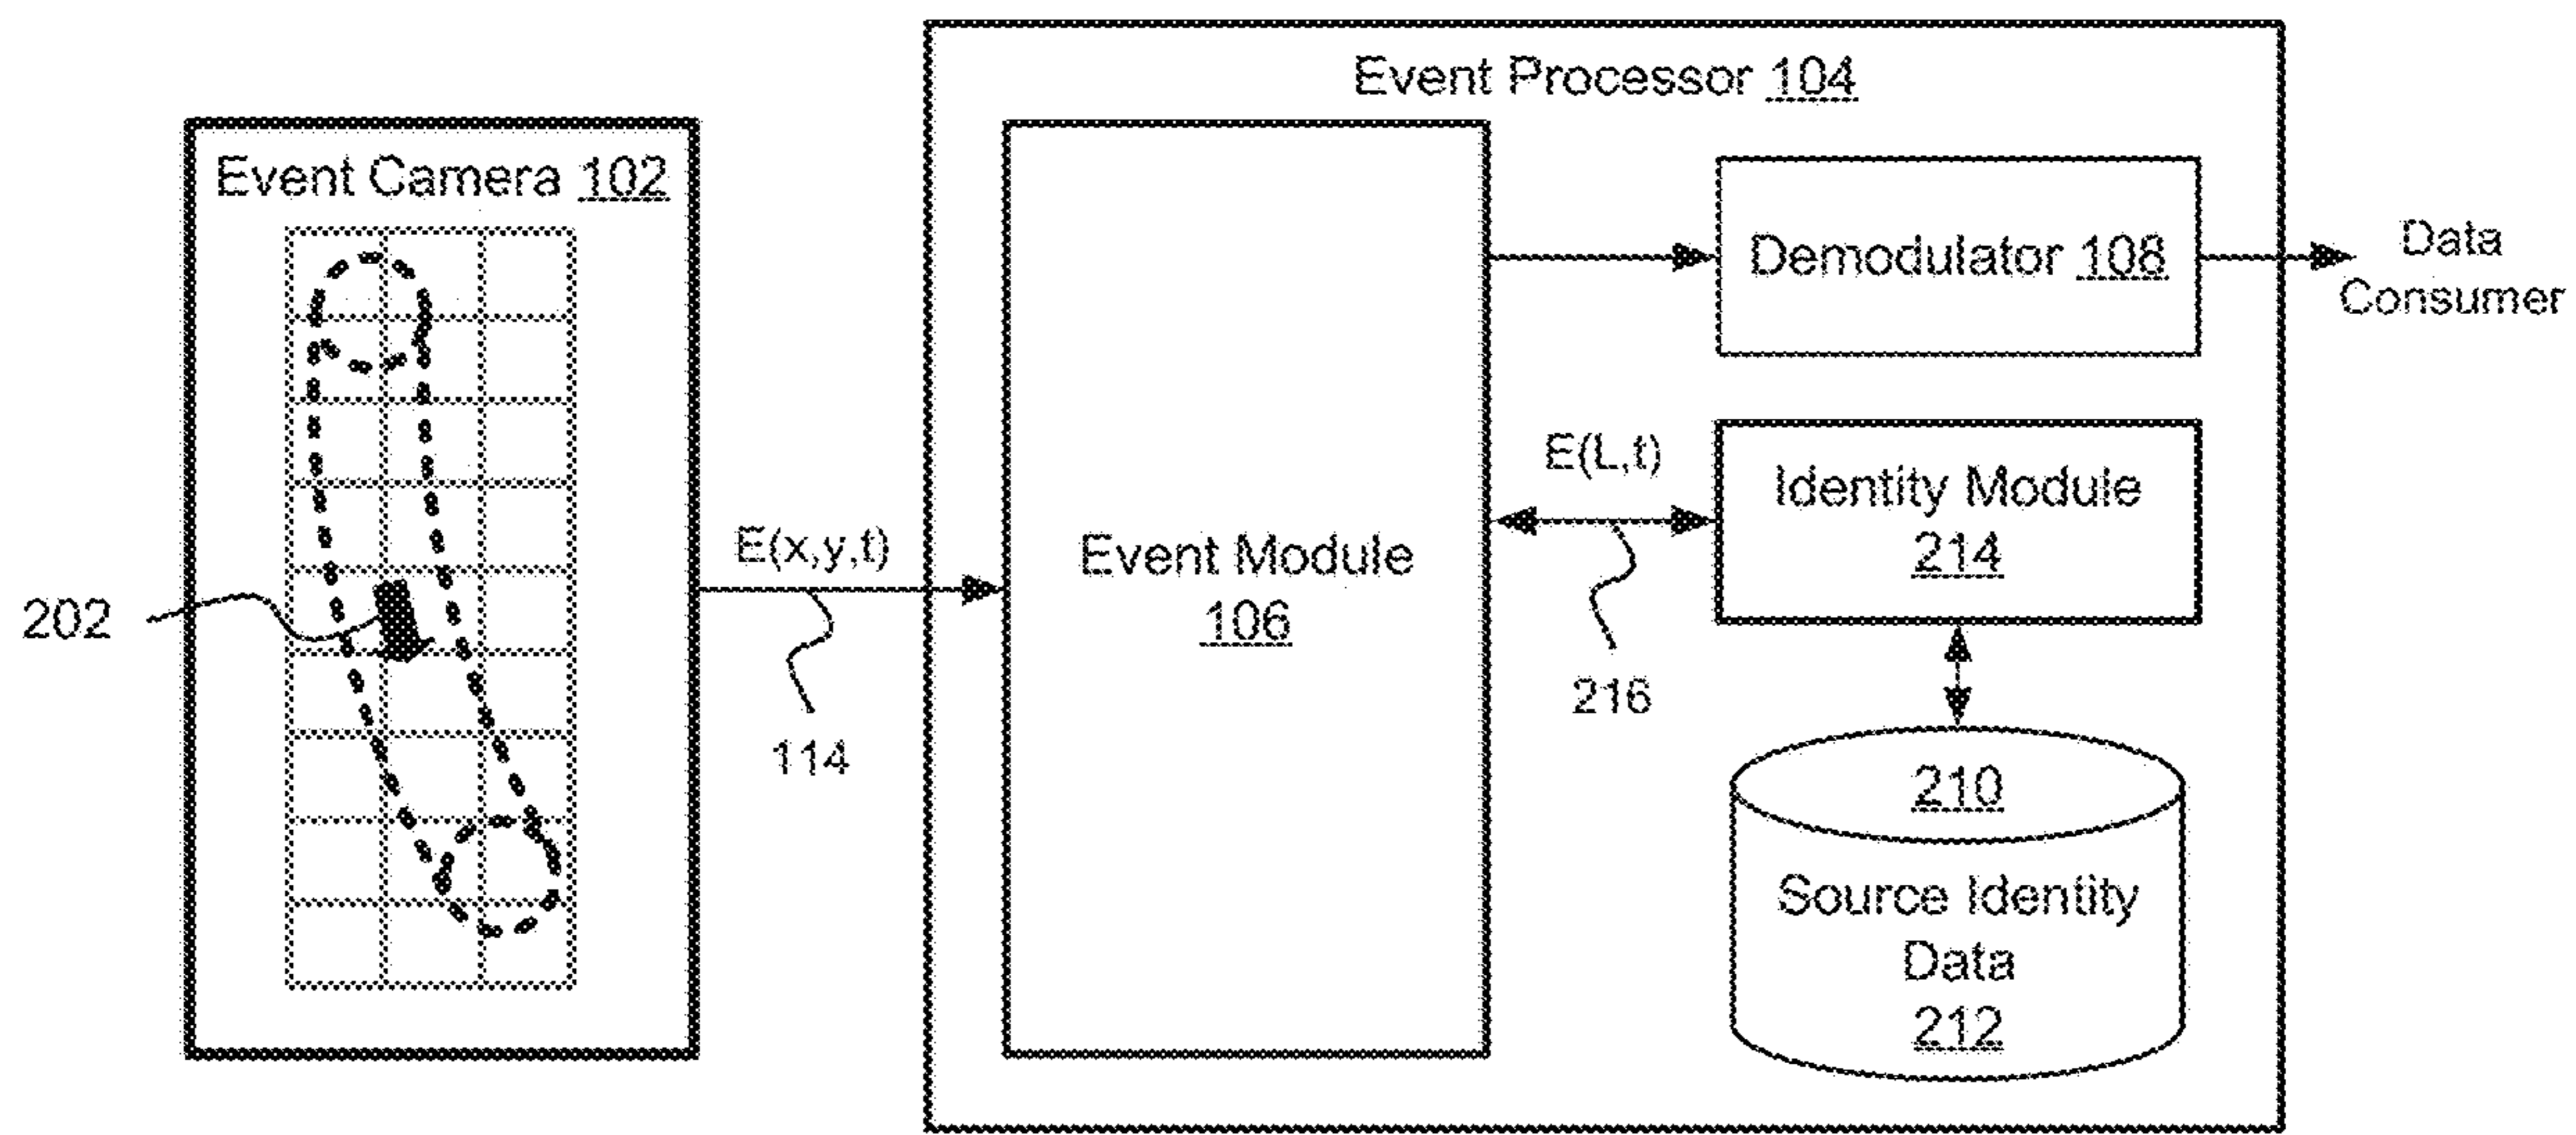 Event Processor 104
Event Camera 102
Demodulator 108
Data
Consumer
E(L,t)
Identity Module
214
E(x,y,t)
Event Module
106
202
216
114
210
Source Identity
Data
212